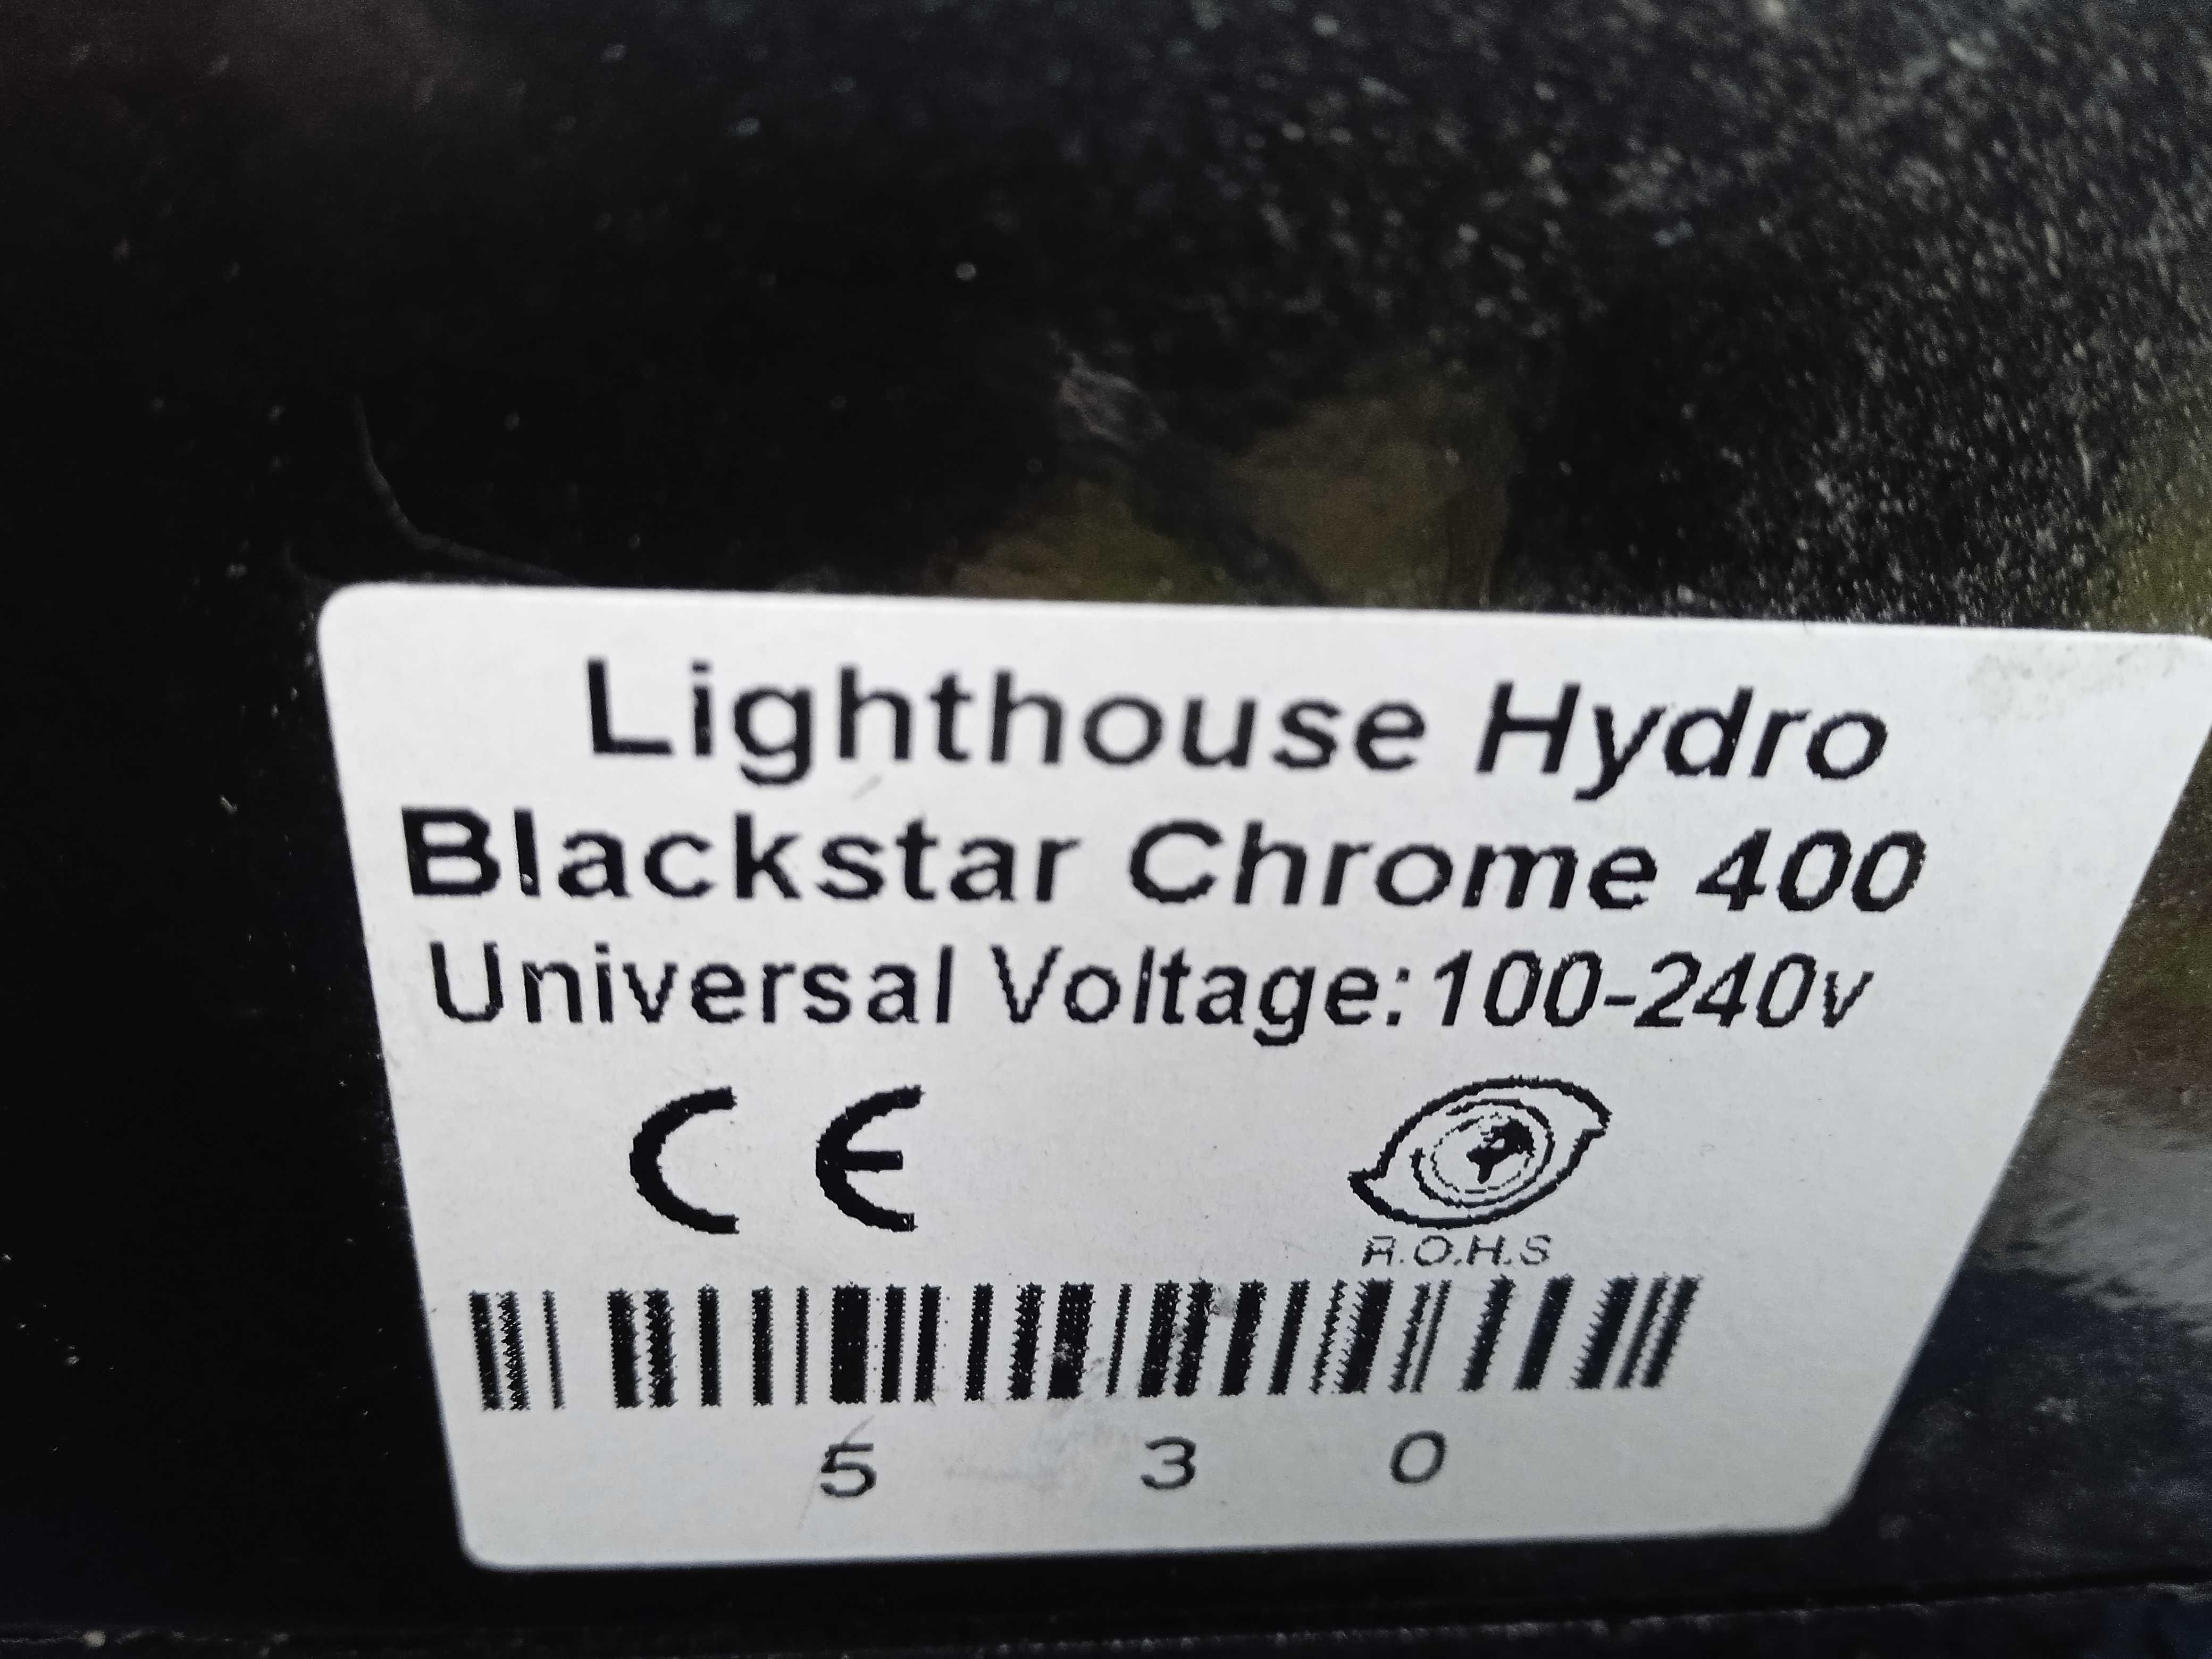 Lighthouse Hydro
Blackstar Chrome 400
Universal Voltage:100-240v
CE
R.O.H.S
5 3 0